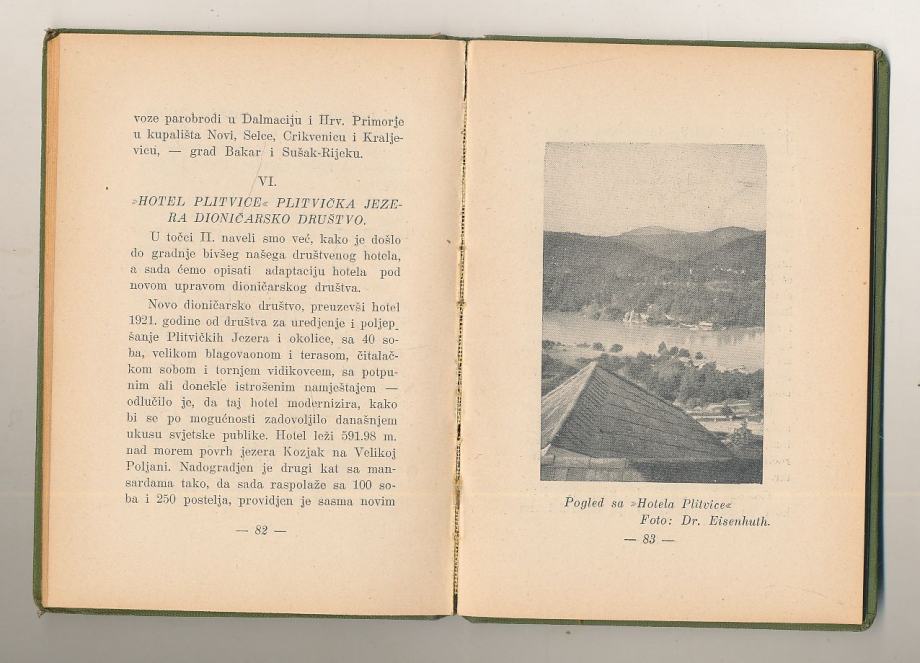 voze parobrodi u Dalmaciju i Hrv. Primorje
u kupališta Novi, Selce, Crikvenicu i Kralje-
vicu, — grad Bakar i Sušak-Rijeku.
VI.
»HOTEL PLITVICE« PLITVIČKA JEZE-
RA DIONIČARSKO DRUŠTVO.
U točci II. naveli smo već, kako je došlo
do gradnje bivšeg našega društvenog hotela,
a sada ćemo opisati adaptaciju hotela pod
novom upravom dioničarskog društva.
Novo dioničarsko društvo, preuzevši hotel
1921. godine od društva za uredjenje i poljep-
šanje Plitvičkih Jezera i okolice, sa 40 so-
ba, velikom blagovaonom i terasom, čitalač-
kom sobom i tornjem vidikovcem, sa potpu-
nim ali donekle istrošenim namještajem —
odlučilo je, da taj hotel modernizira, kako
bi se po mogućnosti zadovoljilo današnjem
ukusu svjetske publike. Hotel leži 591.98 m.
nad morem povrh jezera Kozjak na Velikoj
Poljani. Nadogradjen je drugi kat sa man-
sardama tako, da sada raspolaže sa 100 so-
ba i 250 postelja, providjen je sasma novim
— 82 —
Pogled sa »Hotela Plitvice«
Foto: Dr. Eisenhuth.
— 83 —